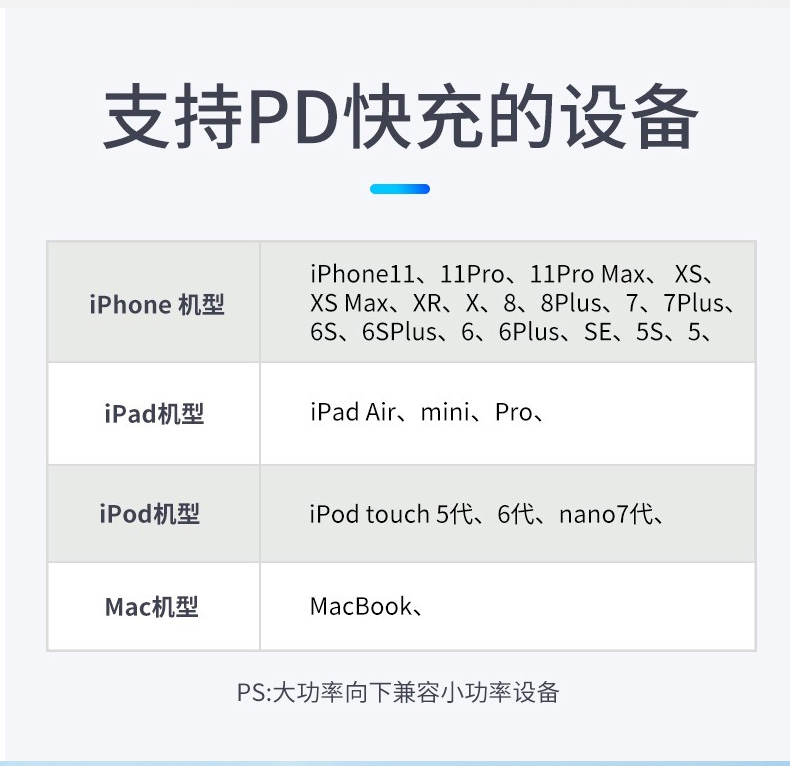 支持PD快充的设备
iPhone 机型
iPhone11、11Pro、11Pro Max、 XS、
XS Max、XR、X、8、8Plus、7、7Plus、
6S、6SPlus、6、6Plus、SE、5S、5、
iPad机型
iPad Air、mini、Pro、
iPod机型
iPod touch 5代、6代、nano7代、
Mac机型
MacBook、
PS:大功率向下兼容小功率设备